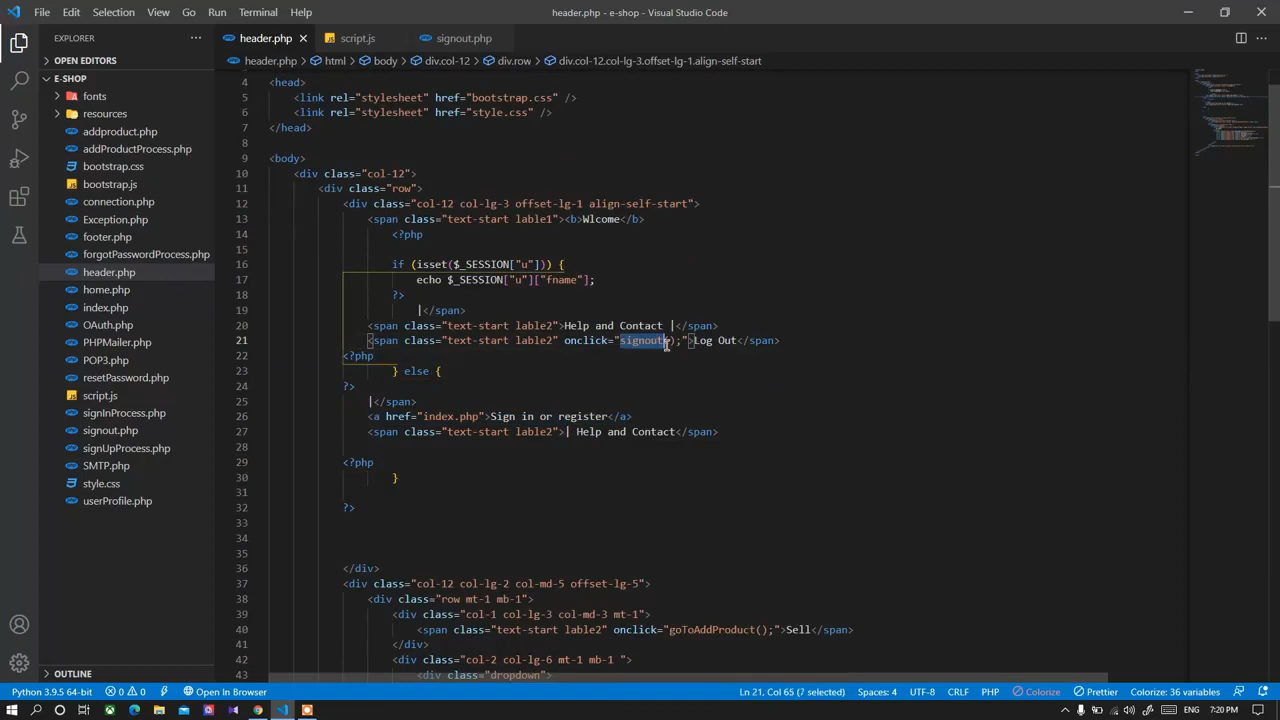 File Edit Selection View Go Run Terminal Help
header.php - e-shop - Visual Studio Code
EXPLORER
header.php
script.js
signout.php
OPEN EDITORS
header.php > html > body > div.col-12 > div.row > div.col-12.col-lg-3.offset-lg-1.align-self-start
E-SHOP
fonts
resources
addproduct.php
addProductProcess.php
bootstrap.css
bootstrap.js
connection.php
Exception.php
footer.php
forgotPasswordProcess.php
header.php
home.php
index.php
OAuth.php
PHPMailer.php
POP3.php
resetPassword.php
script.js
signInProcess.php
signout.php
signUpProcess.php
SMTP.php
style.css
userProfile.php
OUTLINE
4 <head>
5 <link rel="stylesheet" href="bootstrap.css" />
6 <link rel="stylesheet" href="style.css" />
7 </head>
8
9 <body>
10 <div class="col-12">
11 <div class="row">
12 <div class="col-12 col-lg-3 offset-lg-1 align-self-start">
13 <span class="text-start lable1"><b>Wlcome</b>
14 <?php
15
16 if (isset($_SESSION["u"])) {
17 echo $_SESSION["u"]["fname"];
18 ?>
19 |</span>
20 <span class="text-start lable2">Help and Contact |</span>
21 <span class="text-start lable2" onclick="signout();">Log Out</span>
22 <?php
23 } else {
24 ?>
25 |</span>
26 <a href="index.php">Sign in or register</a>
27 <span class="text-start lable2">| Help and Contact</span>
28
29 <?php
30 }
31
32 ?>
33
34
35
36 </div>
37 <div class="col-12 col-lg-2 col-md-5 offset-lg-5">
38 <div class="row mt-1 mb-1">
39 <div class="col-1 col-lg-3 col-md-3 mt-1">
40 <span class="text-start lable2" onclick="goToAddProduct();">Sell</span>
41 </div>
42 <div class="col-2 col-lg-6 mt-1 mb-1 ">
43 <div class="dropdown">
Python 3.9.5 64-bit 0 0 Open In Browser Ln 21, Col 65 (7 selected) Spaces: 4 UTF-8 CRLF PHP Colorize Prettier Colorize: 36 variables
ENG 7:20 PM